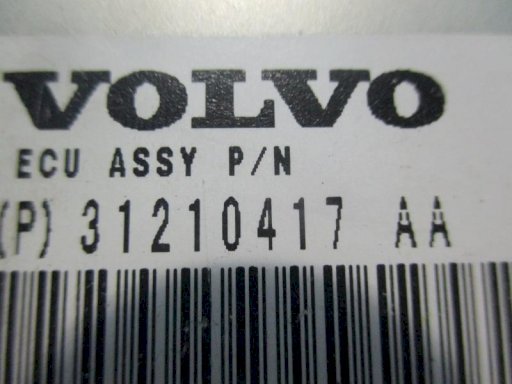 VOLVO
ECU ASSY P/N
(P) 31210417 AA